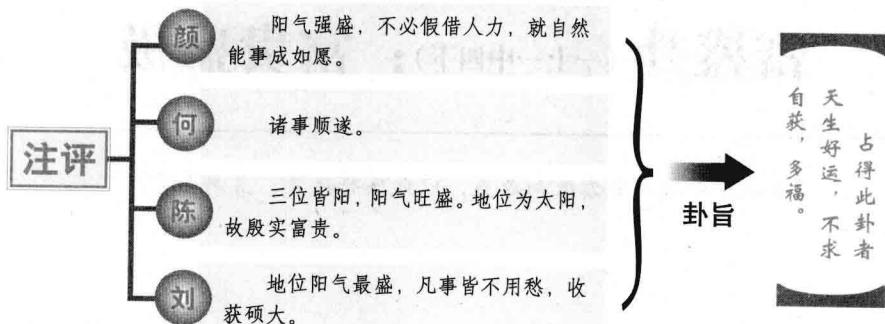 注评
颜
阳气强盛，不必假借人力，就自然
能事成如愿。
何
诸事顺遂。
陈
三位皆阳，阳气旺盛。地位为太阳，
故殷实富贵。
刘
地位阳气最盛，凡事皆不用愁，收
获硕大。
卦旨
占得此卦者
天生好运，不求
自获，多福。